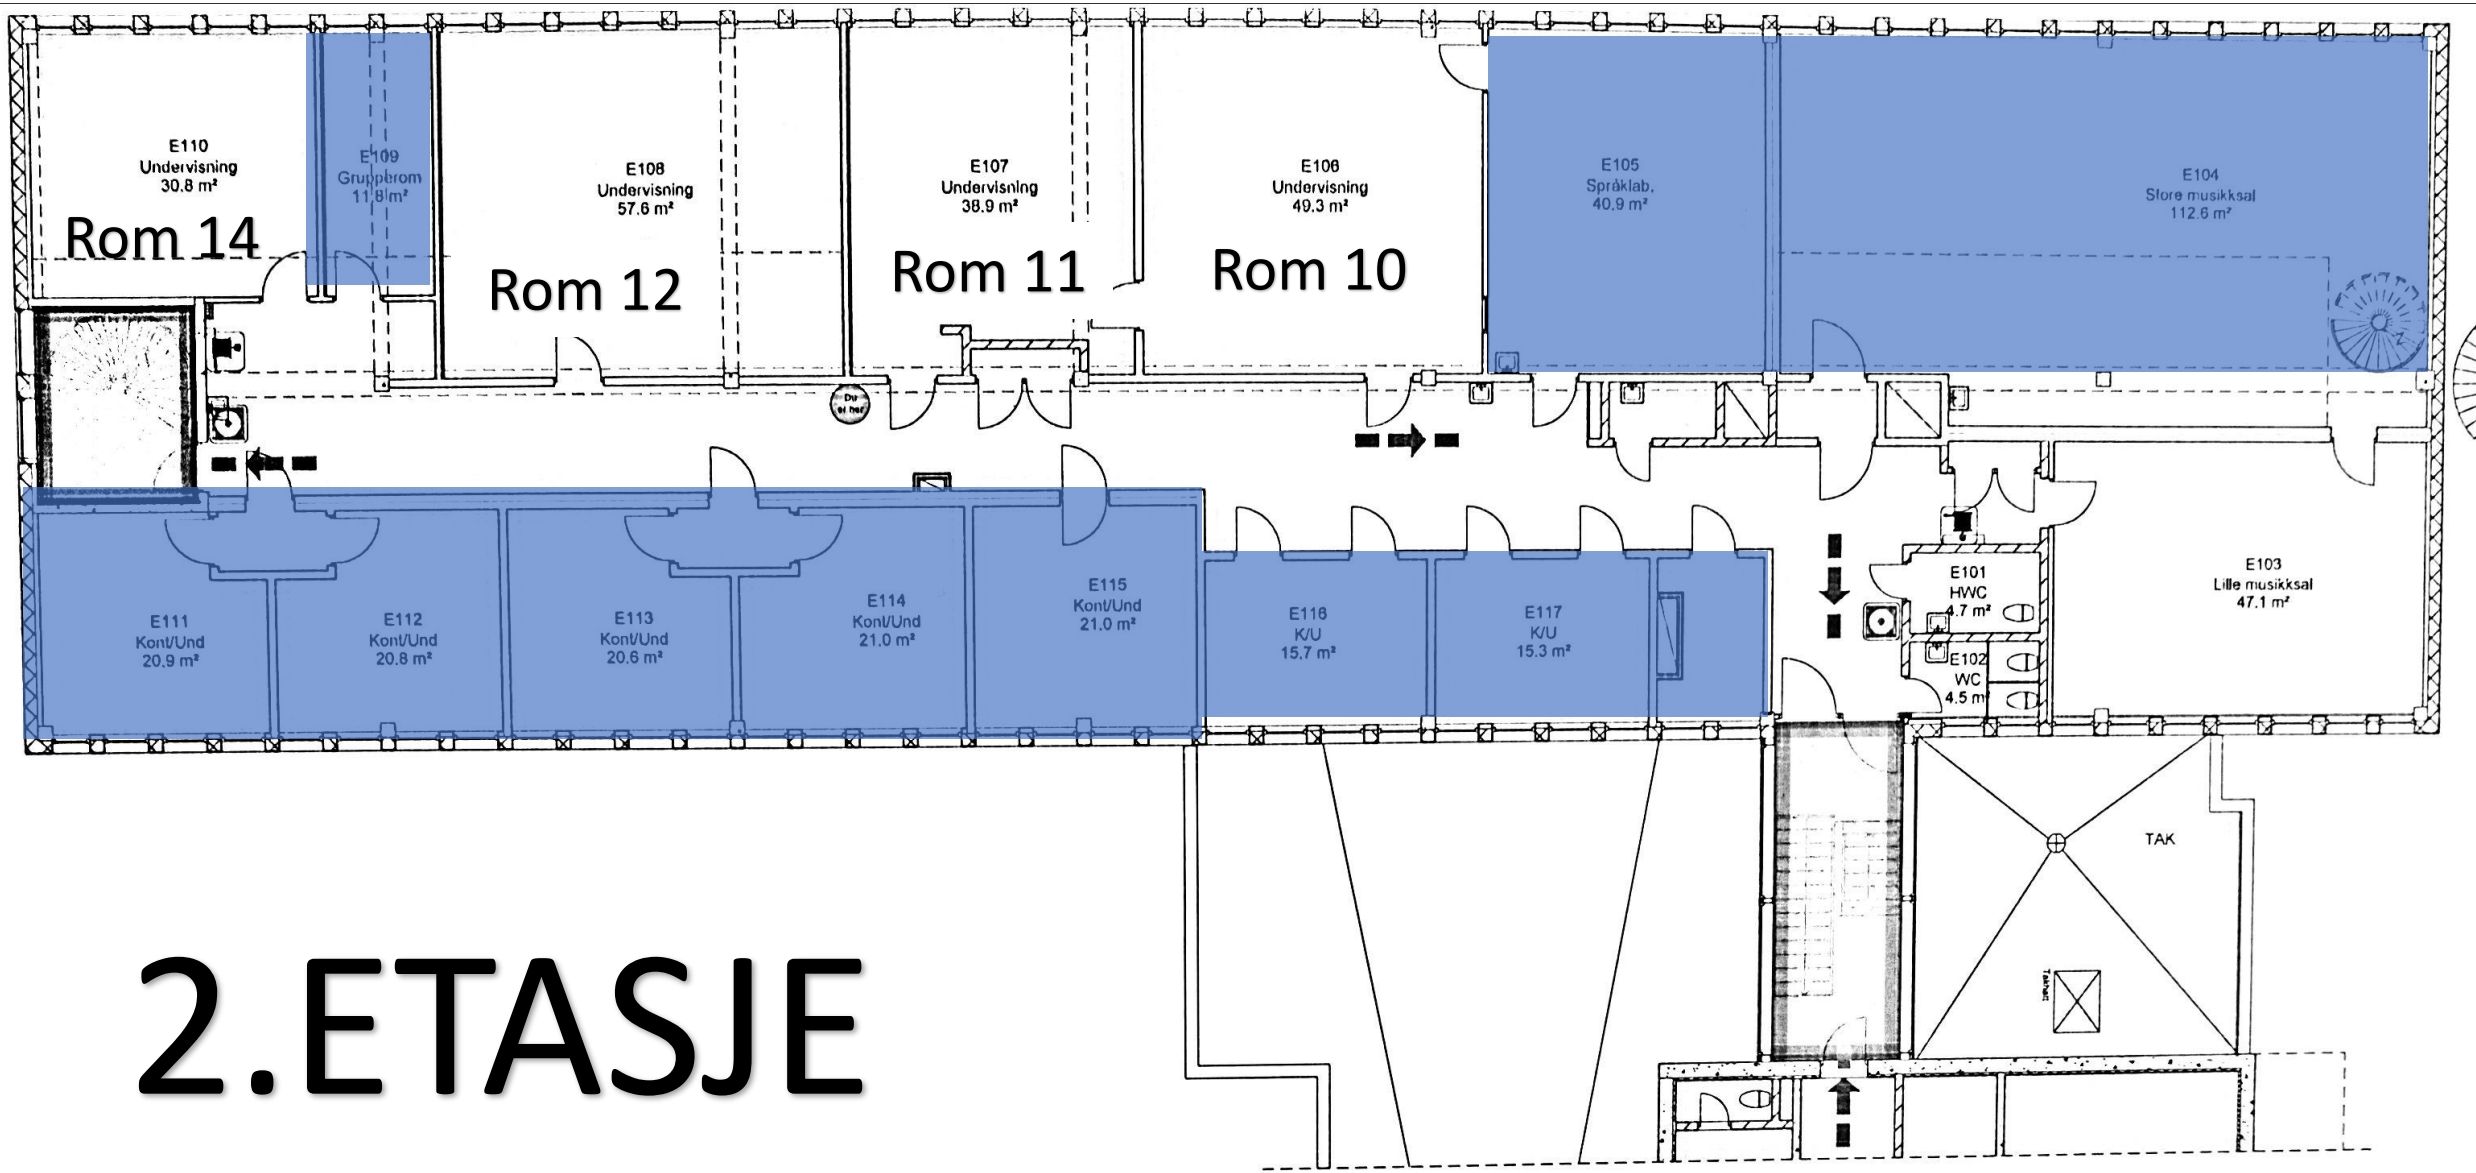 E110
Undervisning
30.8 m²
Rom 14
E109
Grupperom
11.8 m²
E108
Undervisning
57.6 m²
Rom 12
E107
Undervisning
38.9 m²
Rom 11
E106
Undervisning
49.3 m²
Rom 10
E105
Språklab.
40.9 m²
E104
Store musikksal
112.6 m²
Du
er her
E111
Kont/Und
20.9 m²
E112
Kont/Und
20.8 m²
E113
Kont/Und
20.6 m²
E114
Kont/Und
21.0 m²
E115
Kont/Und
21.0 m²
E116
K/U
15.7 m²
E117
K/U
15.3 m²
E101
HWC
4.7 m²
E102
WC
4.5 m²
E103
Lille musikksal
47.1 m²
TAK
2.ETASJE